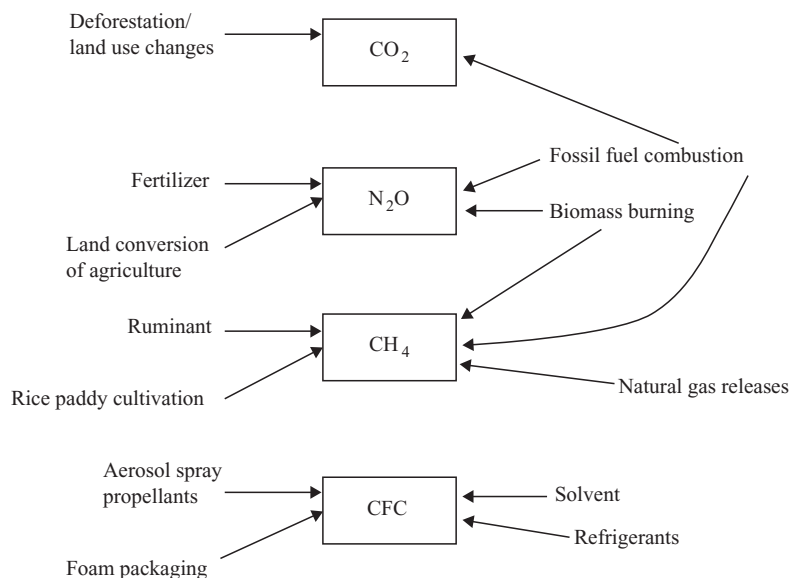 Deforestation/
land use changes
CO2
Fossil fuel combustion
Fertilizer
N2O
Biomass burning
Land conversion
of agriculture
Ruminant
CH4
Rice paddy cultivation
Natural gas releases
Aerosol spray
propellants
CFC
Solvent
Refrigerants
Foam packaging